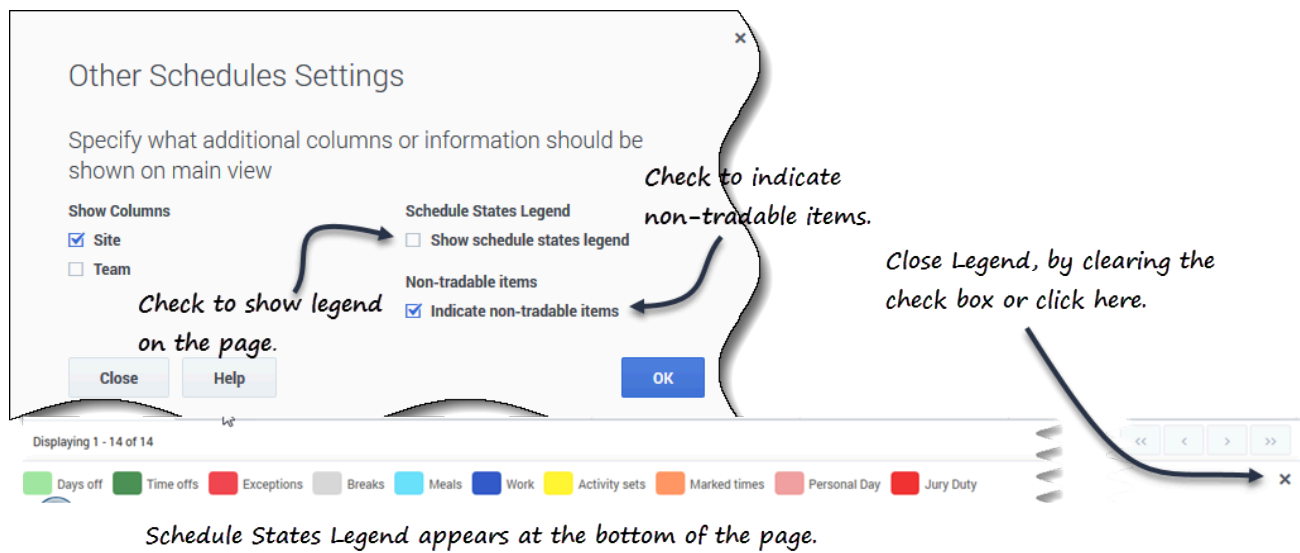 Other Schedules Settings
Specify what additional columns or information should be
shown on main view
Check to indicate
non-tradable items.
Show Columns
Site
Team
Schedule States Legend
Show schedule states legend
Non-tradable items
Indicate non-tradable items
Check to show legend
on the page.
Close Legend, by clearing the
check box or click here.
Close Help OK
Displaying 1 - 14 of 14
Days off Time offs Exceptions Breaks Meals Work Activity sets Marked times Personal Day Jury Duty
Schedule States Legend appears at the bottom of the page.